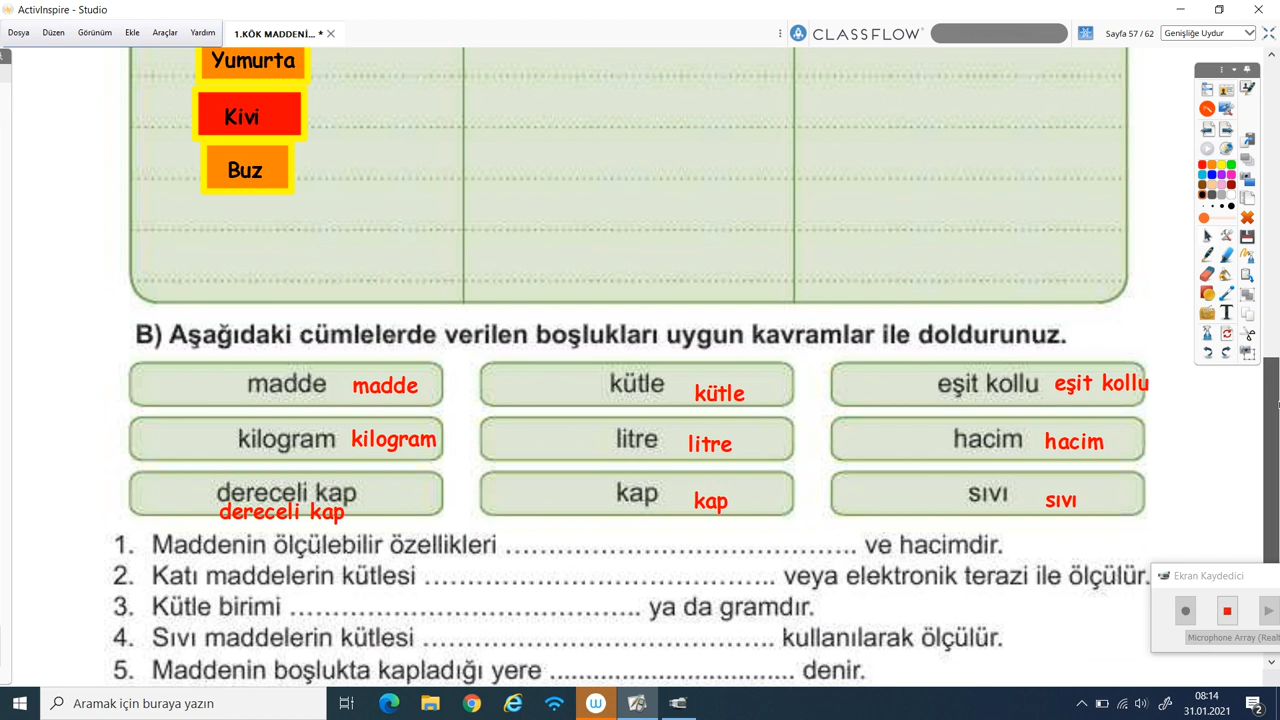 ActivInspire - Studio
Dosya Düzen Görünüm Ekle Araçlar Yardım 1.KÖK MADDENİ... * CLASSFLOW Sayfa 57 / 62 Genişliğe Uydur
Yumurta
Kivi
Buz
B) Aşağıdaki cümlelerde verilen boşlukları uygun kavramlar ile doldurunuz.
madde madde kütle kütle eşit kollu eşit kollu
kilogram kilogram litre litre hacim hacim
dereceli kap dereceli kap kap kap sıvı sıvı
1. Maddenin ölçülebilir özellikleri ........................................ ve hacimdir.
2. Katı maddelerin kütlesi ........................................ veya elektronik terazi ile ölçülür.
3. Kütle birimi ........................................ ya da gramdır.
4. Sıvı maddelerin kütlesi ........................................ kullanılarak ölçülür.
5. Maddenin boşlukta kapladığı yere ............................... denir.
Ekran Kaydedici
Microphone Array (Realt
Aramak için buraya yazın
08:14
31.01.2021
2